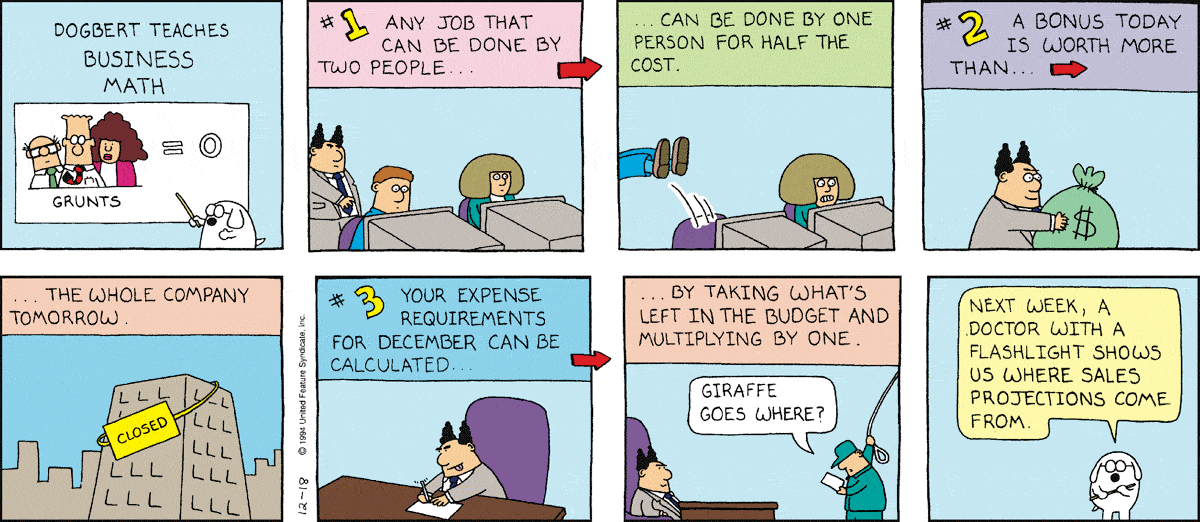 DOGBERT TEACHES
BUSINESS
MATH
= 0
GRUNTS
#1 ANY JOB THAT
CAN BE DONE BY
TWO PEOPLE...
...CAN BE DONE BY ONE
PERSON FOR HALF THE
COST.
#2 A BONUS TODAY
IS WORTH MORE
THAN...
$
...THE WHOLE COMPANY
TOMORROW.
CLOSED
© 1994 United Feature Syndicate, Inc.
12-18
#3 YOUR EXPENSE
REQUIREMENTS
FOR DECEMBER CAN BE
CALCULATED...
...BY TAKING WHAT'S
LEFT IN THE BUDGET AND
MULTIPLYING BY ONE.
GIRAFFE
GOES WHERE?
NEXT WEEK, A
DOCTOR WITH A
FLASHLIGHT SHOWS
US WHERE SALES
PROJECTIONS COME
FROM.